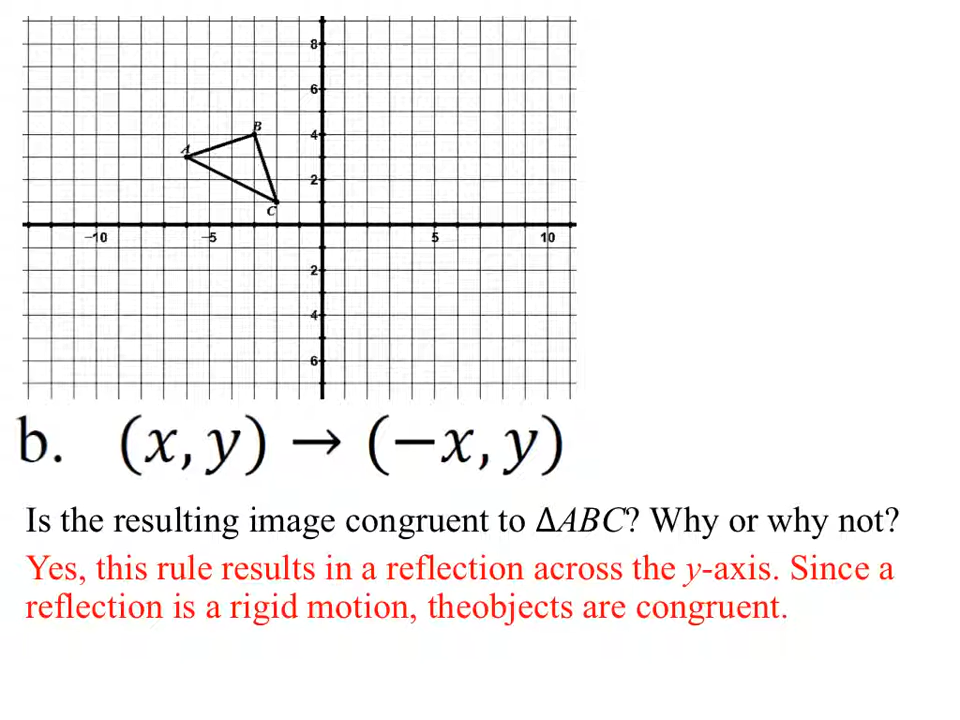 8
6
B
4
A
2
C
-10 -5 5 10
2
4
6
b. (x, y) → (−x, y)
Is the resulting image congruent to ΔABC? Why or why not?
Yes, this rule results in a reflection across the y-axis. Since a
reflection is a rigid motion, theobjects are congruent.